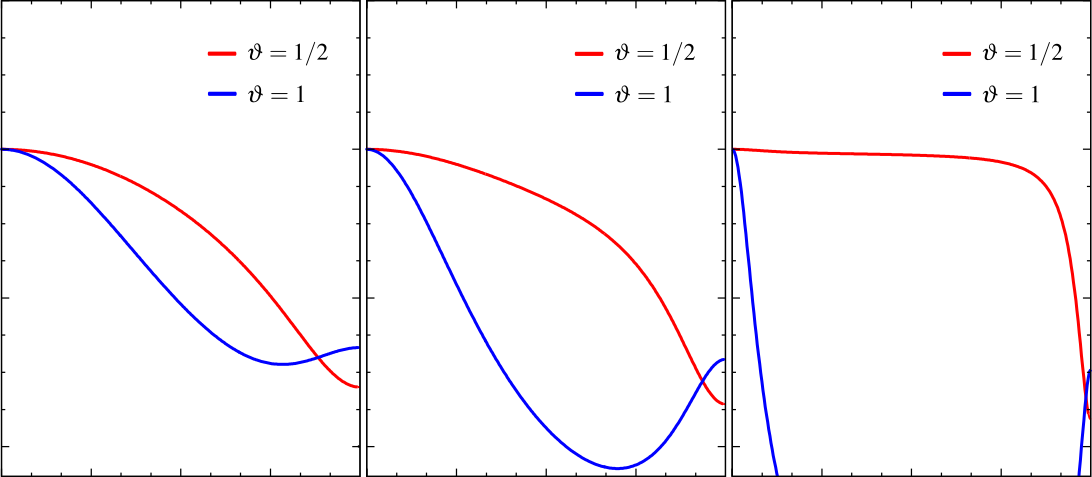 ϑ = 1/2
ϑ = 1
ϑ = 1/2
ϑ = 1
ϑ = 1/2
ϑ = 1